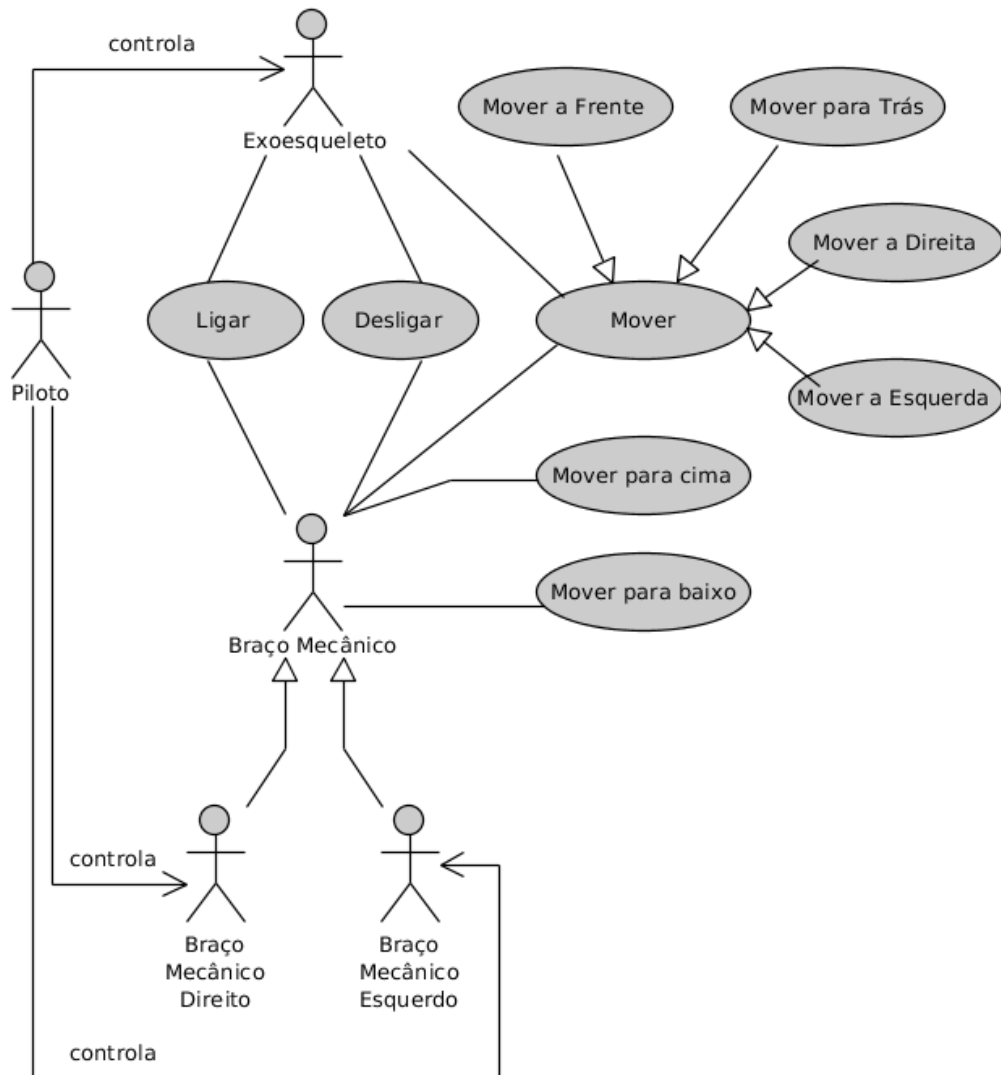 controla
Exoesqueleto
Mover a Frente
Mover para Trás
Mover a Direita
Ligar
Desligar
Mover
Piloto
Mover a Esquerda
Mover para cima
Mover para baixo
Braço Mecânico
controla
Braço
Mecânico
Direito
Braço
Mecânico
Esquerdo
controla